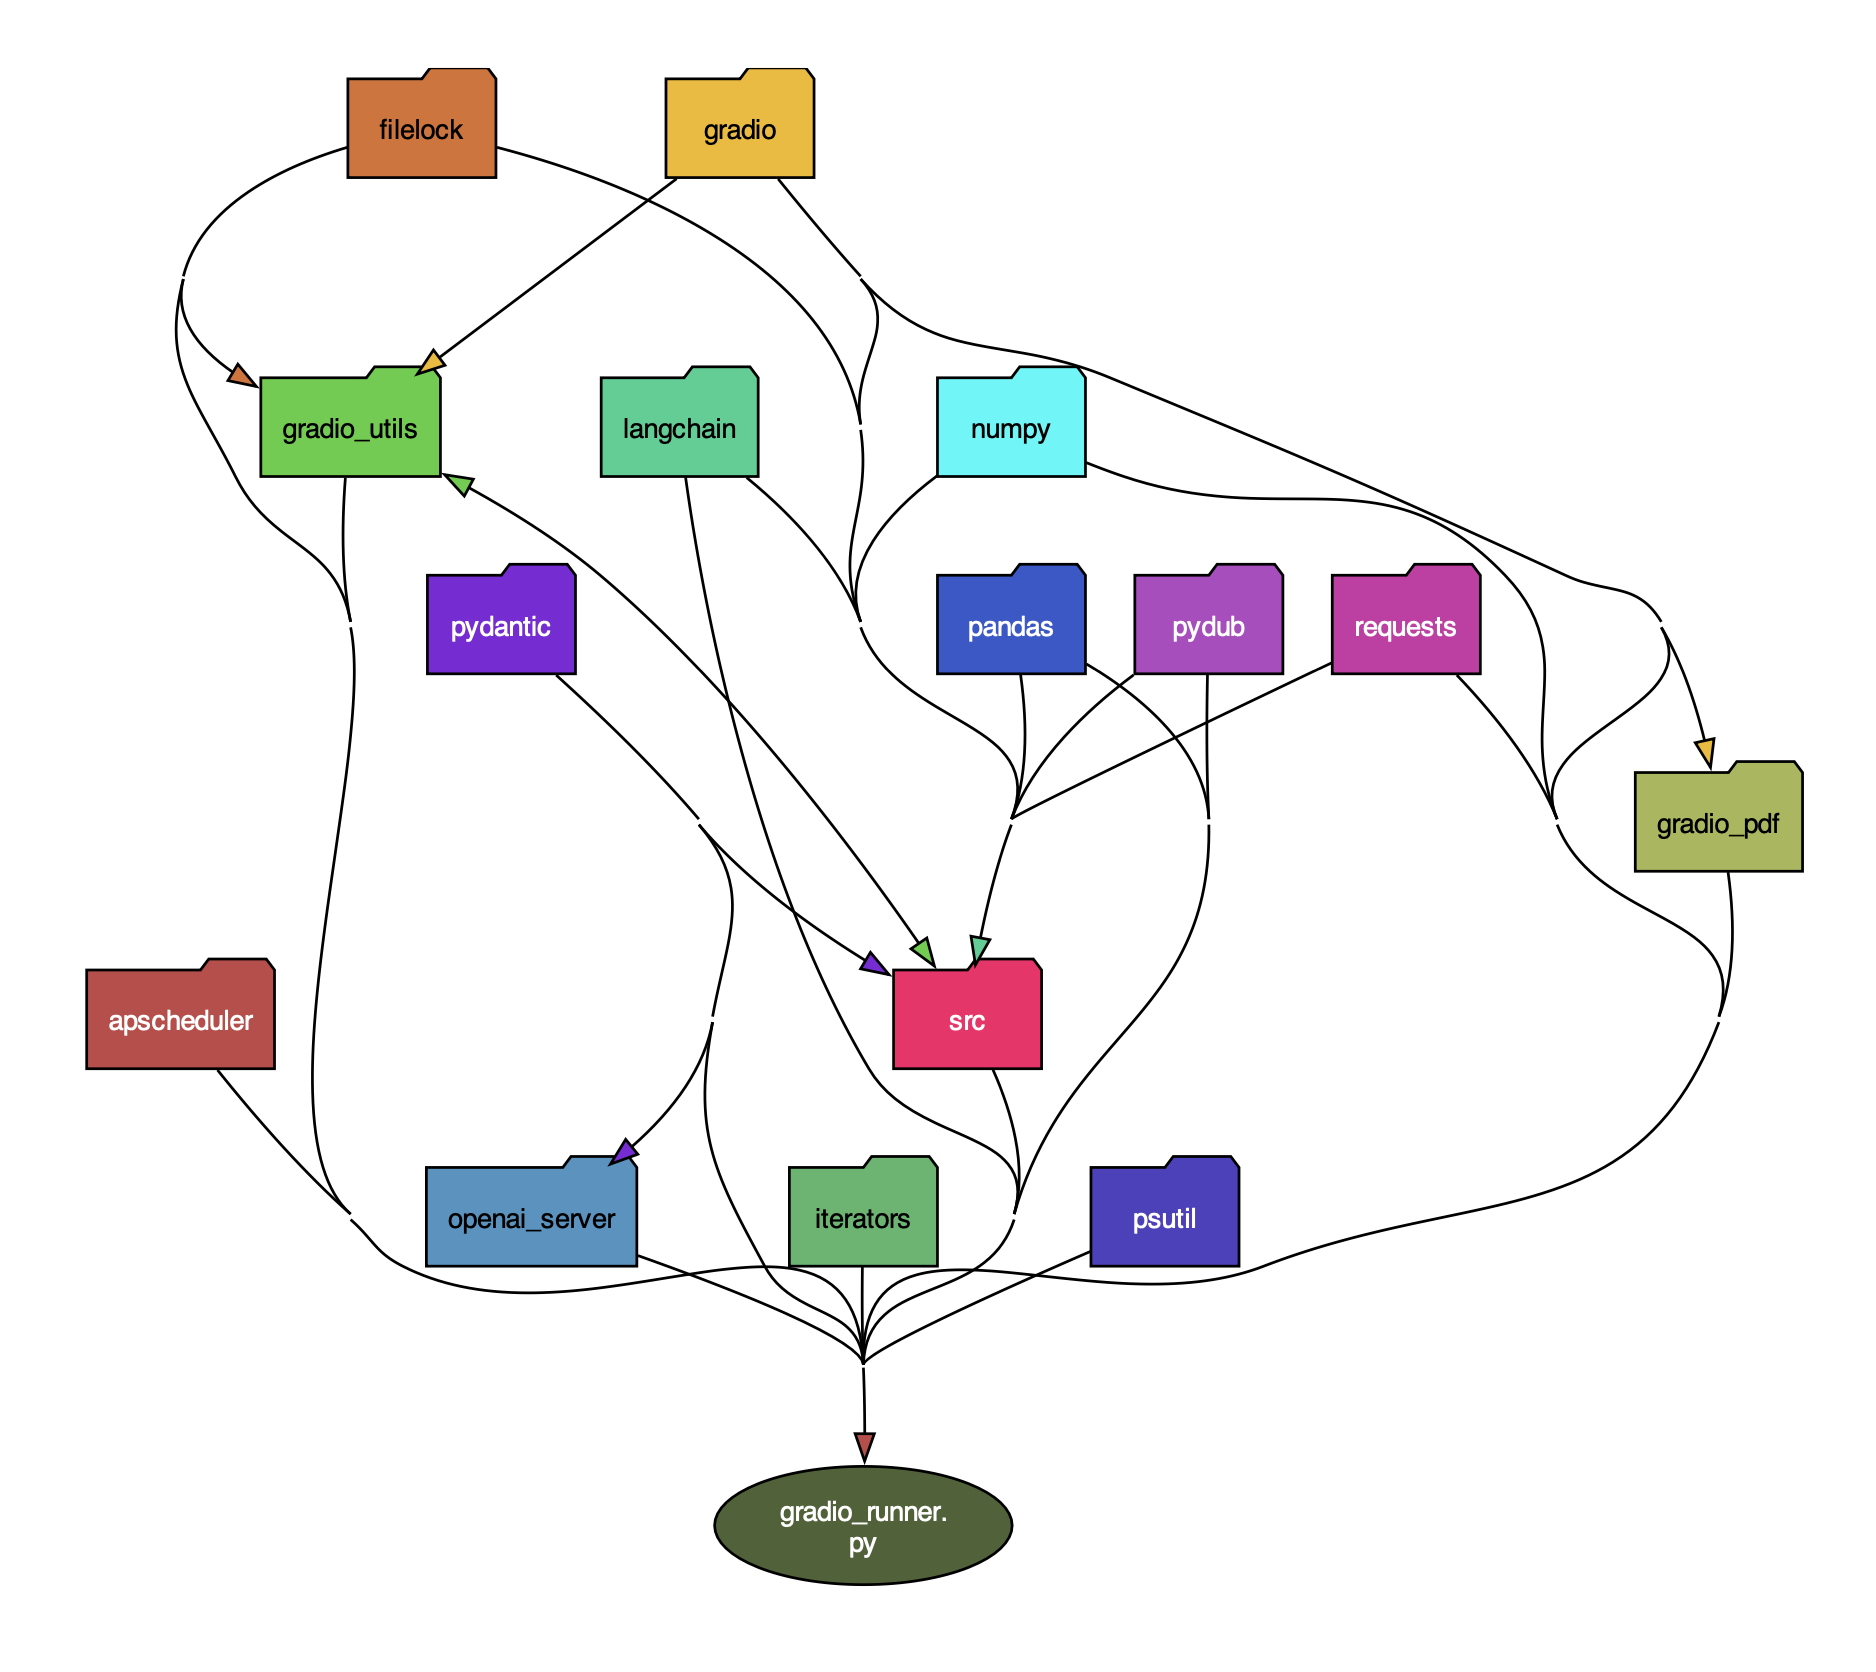 filelock
gradio
gradio_utils
langchain
numpy
pydantic
pandas
pydub
requests
gradio_pdf
apscheduler
src
openai_server
iterators
psutil
gradio_runner.
py